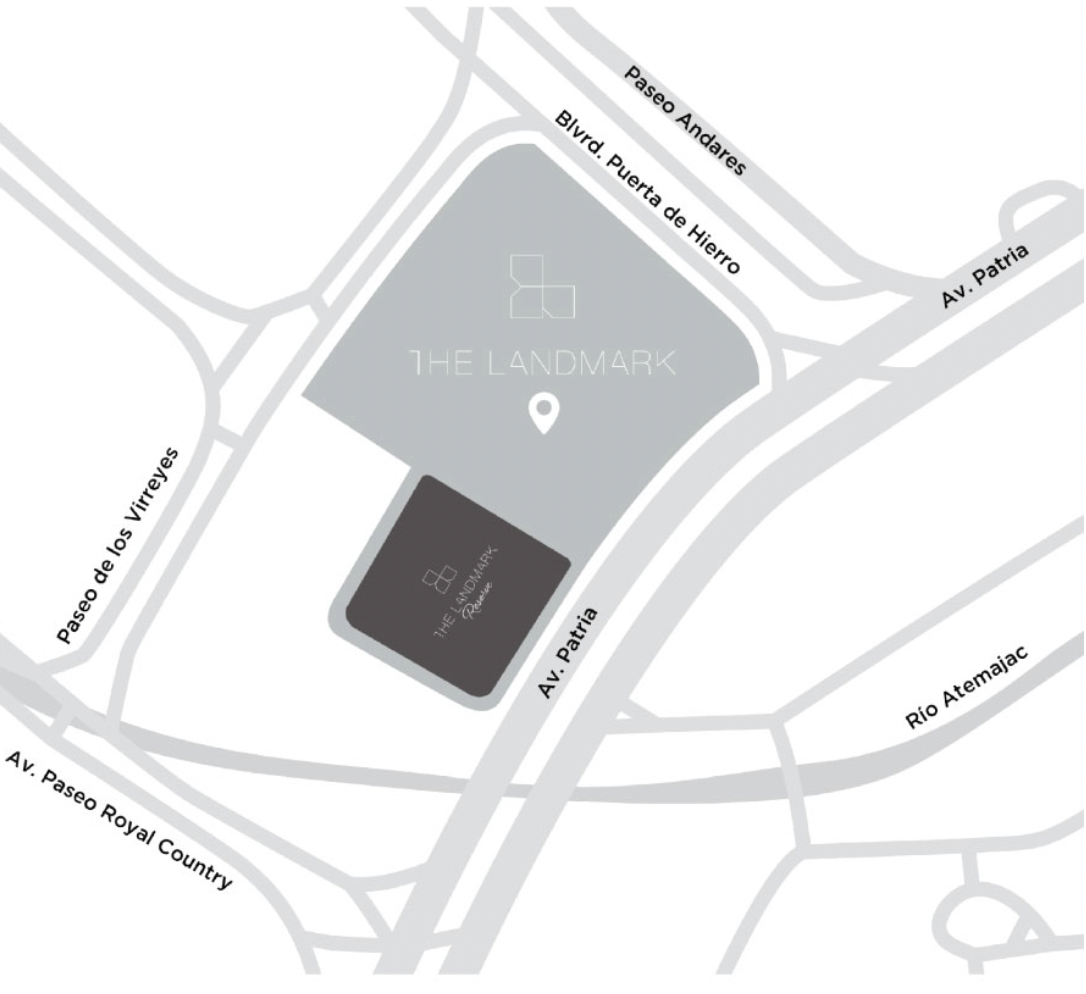 Paseo Andares
Blvrd. Puerta de Hierro
Av. Patria
THE LANDMARK
Paseo de los Virreyes
THE LANDMARK
Reserve
Av. Patria
Río Atemajac
Av. Paseo Royal Country